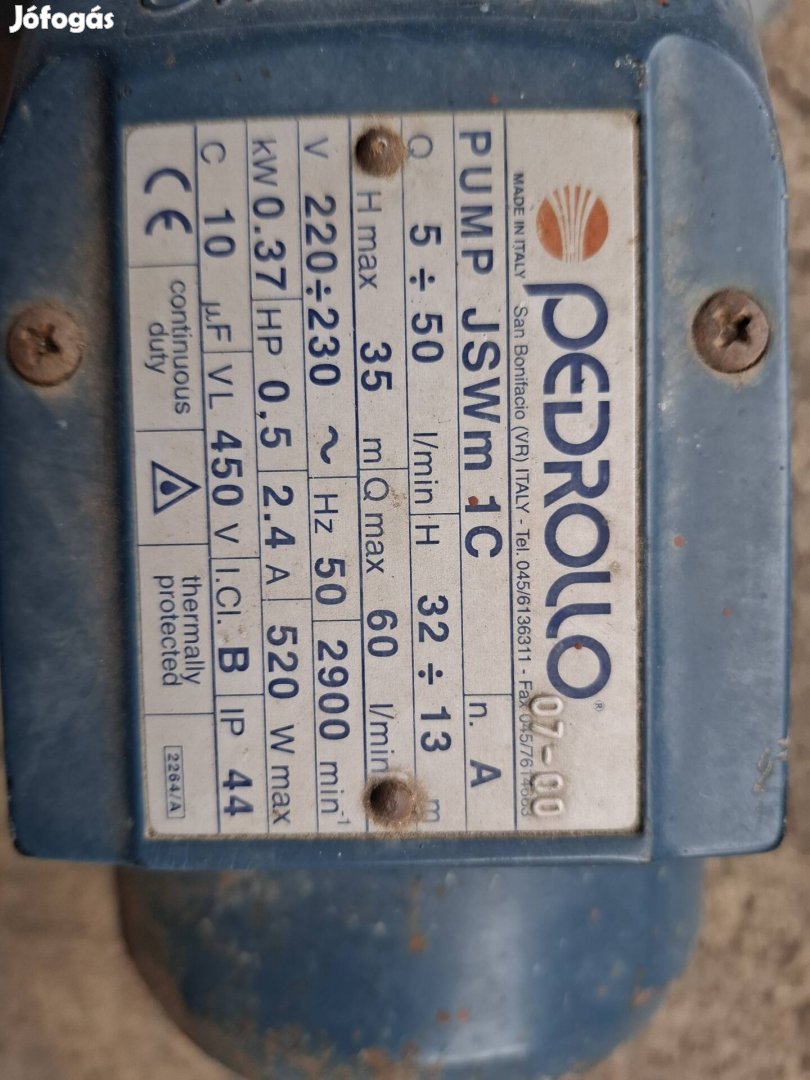 Jófogás
PEDROLLO®
07-00
MADE IN ITALY San Bonifacio (VR) ITALY - Tel. 045/6136311 - Fax
PUMP JSWm 1C n. A
Q 5÷50 l/min H 32÷13 m
H max 35 m Q max 60 l/min
V 220÷230 ~ Hz 50 2900 min-1
kW 0.37 HP 0,5 2.4 A 520 W max
C 10 µF VL 450 V I.Cl. B IP 44
CE continuous duty thermally protected 2264/A